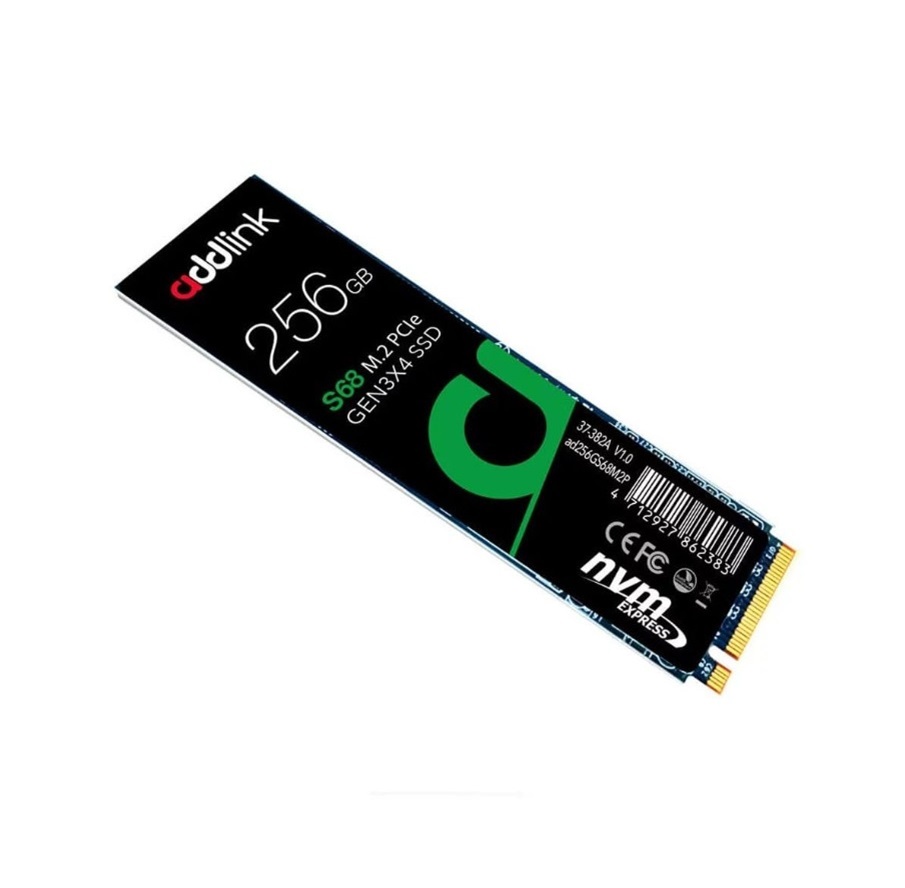 addlink
256GB
S68 M.2 PCIe
GEN3X4 SSD
37-382A V1.0
ad256GS68M2P
4 712927 862383
CE FC
nvm
EXPRESS